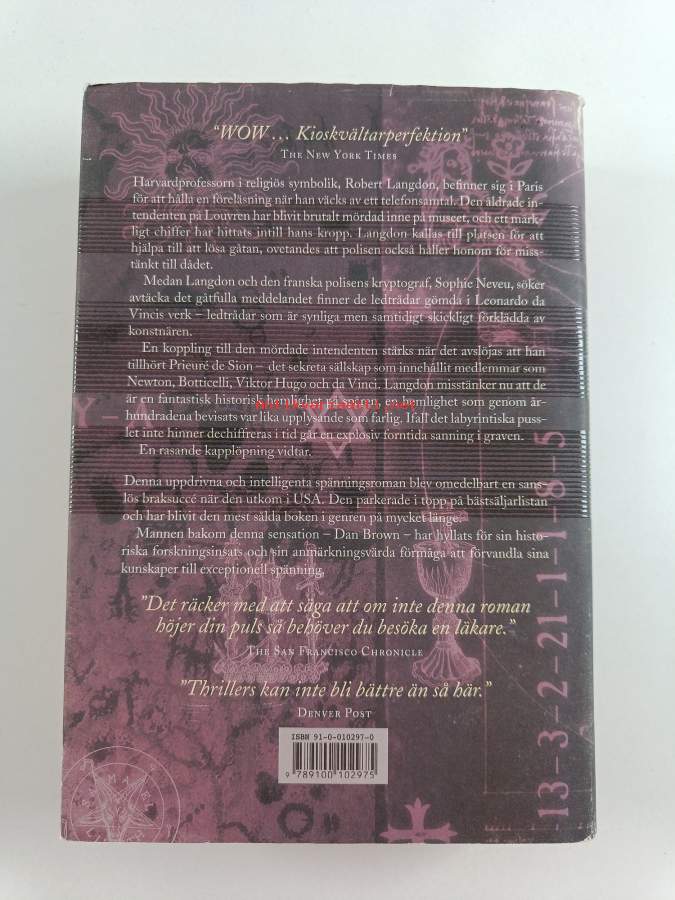 “WOW … Kioskvältarperfektion”
THE NEW YORK TIMES
Harvardprofessorn i religiös symbolik, Robert Langdon, befinner sig i Paris
för att hålla en föreläsning när han väcks av ett telefonsamtal. Den åldrade in-
tendenten på Louvren har blivit brutalt mördad inne på museet, och ett märk-
ligt chiffer har hittats intill hans kropp. Langdon kallas till platsen för att
hjälpa till att lösa gåtan, ovetandes att polisen också håller honom för miss-
tänkt till dådet.
Medan Langdon och den franska polisens kryptograf, Sophie Neveu, söker
avtäcka det gåtfulla meddelandet finner de ledtrådar gömda i Leonardo da
Vincis verk – ledtrådar som är synliga men samtidigt skickligt förklädda av
konstnären.
En koppling till den mördade intendenten stärks när det avslöjas att han
tillhört Prieuré de Sion – det sekreta sällskap som innehållit medlemmar som
Newton, Botticelli, Viktor Hugo och da Vinci. Langdon misstänker nu att de
är en fantastisk historisk hemlighet på spåren, en hemlighet som genom år-
hundradena bevisats var lika upplysande som farlig. Ifall det labyrintiska puss-
let inte hinner dechiffreras i tid går en explosiv forntida sanning i graven.
En rasande kapplöpning vidtar.
Denna uppdrivna och intelligenta spänningsroman blev omedelbart en sans-
lös braksuccé när den utkom i USA. Den parkerade i topp på bästsäljarlistan
och har blivit den mest sålda boken i genren på mycket länge.
Mannen bakom denna sensation – Dan Brown – har hyllats för sin histo-
riska forskningsinsats och sin anmärkningsvärda förmåga att förvandla sina
kunskaper till exceptionell spänning.
”Det räcker med att säga att om inte denna roman
höjer din puls så behöver du besöka en läkare.”
THE SAN FRANCISCO CHRONICLE
”Thrillers kan inte bli bättre än så här.”
DENVER POST
ISBN 91-0-010297-0
9 789100 102975
13–3–2–21–1–1–8–5